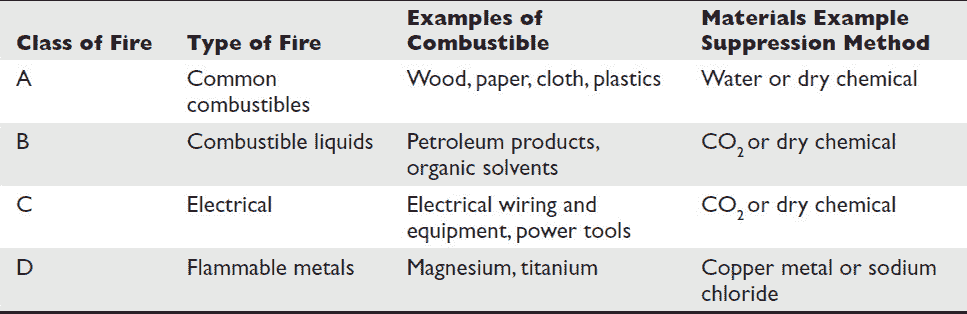 Examples of Materials Example
Class of Fire Type of Fire Combustible Suppression Method
A Common Wood, paper, cloth, plastics Water or dry chemical
combustibles
B Combustible liquids Petroleum products, CO2 or dry chemical
organic solvents
C Electrical Electrical wiring and CO2 or dry chemical
equipment, power tools
D Flammable metals Magnesium, titanium Copper metal or sodium
chloride